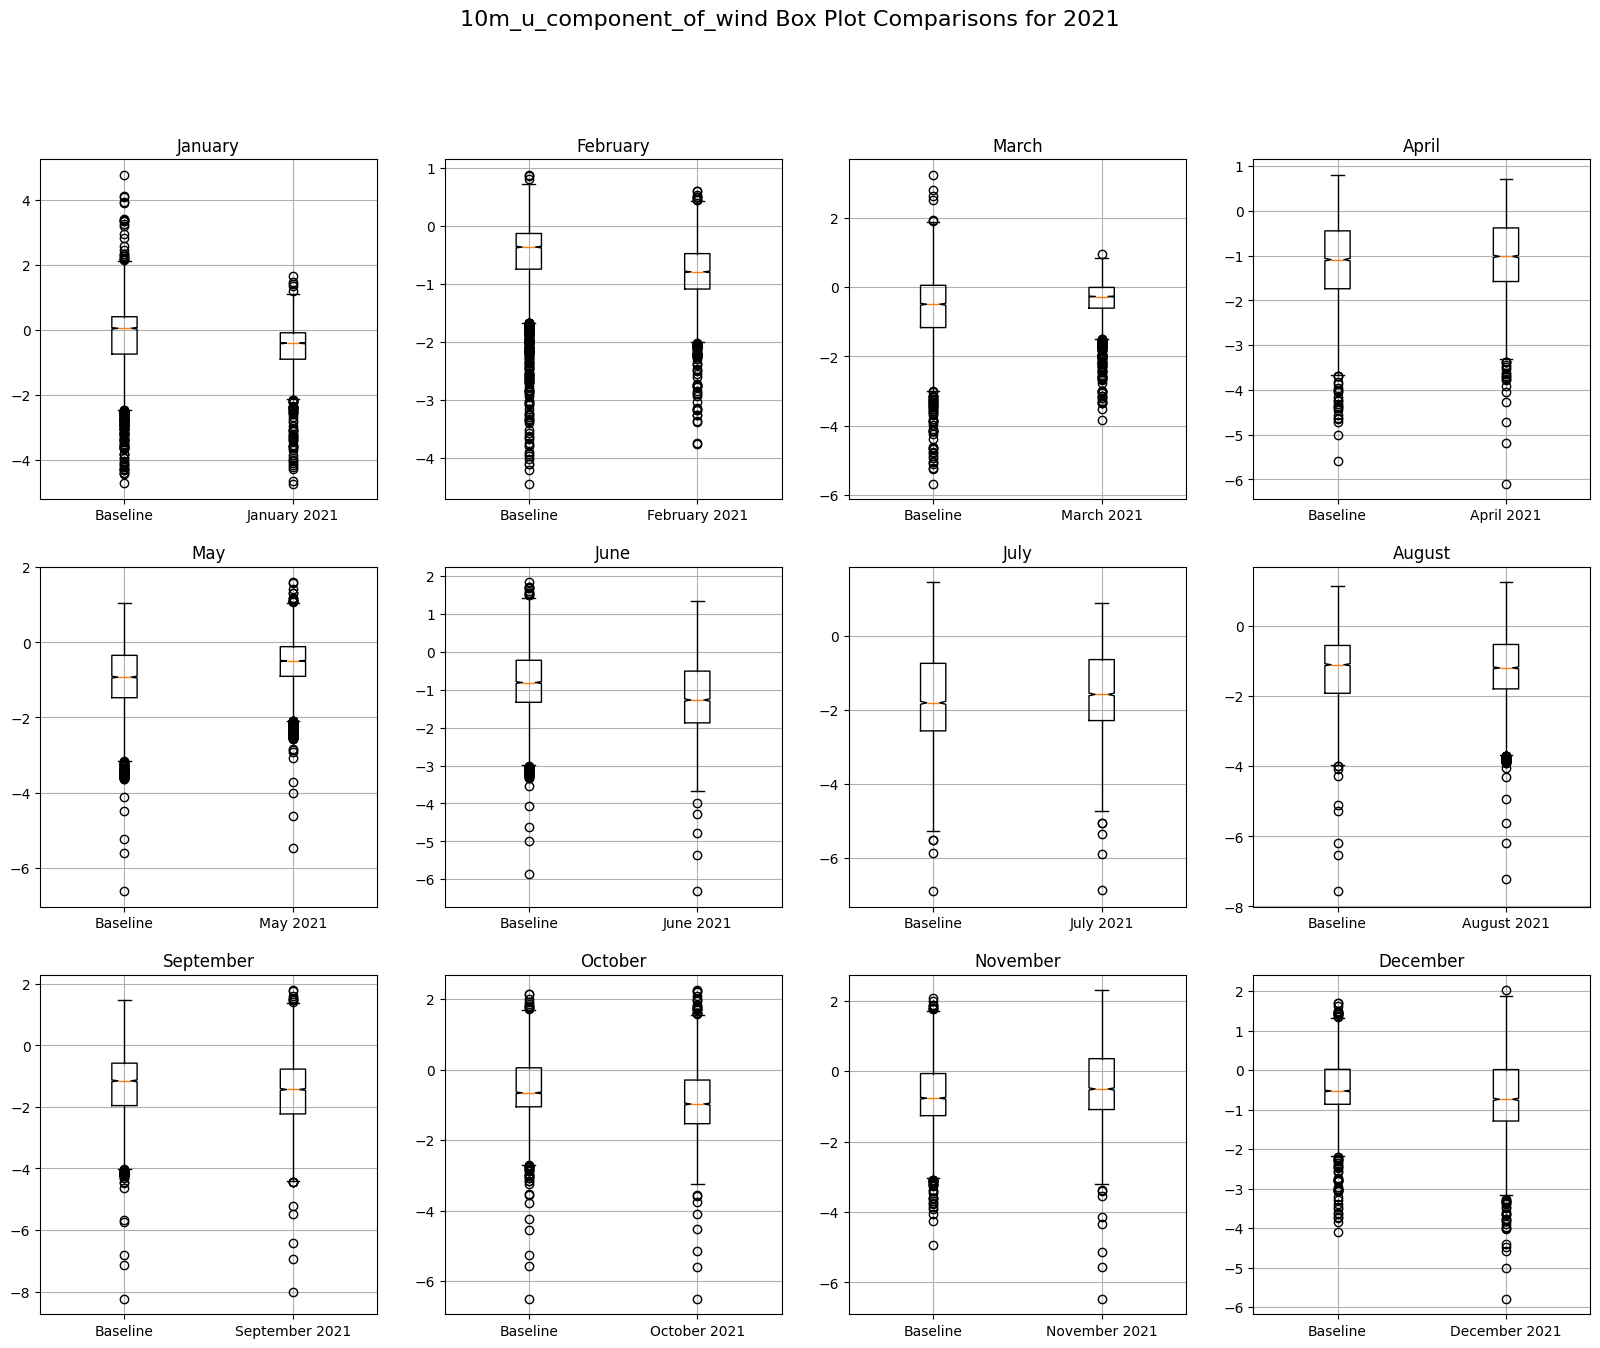 10m_u_component_of_wind Box Plot Comparisons for 2021
January
4
2
0
−2
−4
Baseline
January 2021
February
1
0
−1
−2
−3
−4
Baseline
February 2021
March
2
0
−2
−4
−6
Baseline
March 2021
April
1
0
−1
−2
−3
−4
−5
−6
Baseline
April 2021
May
2
0
−2
−4
−6
Baseline
May 2021
June
2
1
0
−1
−2
−3
−4
−5
−6
Baseline
June 2021
July
0
−2
−4
−6
Baseline
July 2021
August
0
−2
−4
−6
−8
Baseline
August 2021
September
2
0
−2
−4
−6
−8
Baseline
September 2021
October
2
0
−2
−4
−6
Baseline
October 2021
November
2
0
−2
−4
−6
Baseline
November 2021
December
2
1
0
−1
−2
−3
−4
−5
−6
Baseline
December 2021